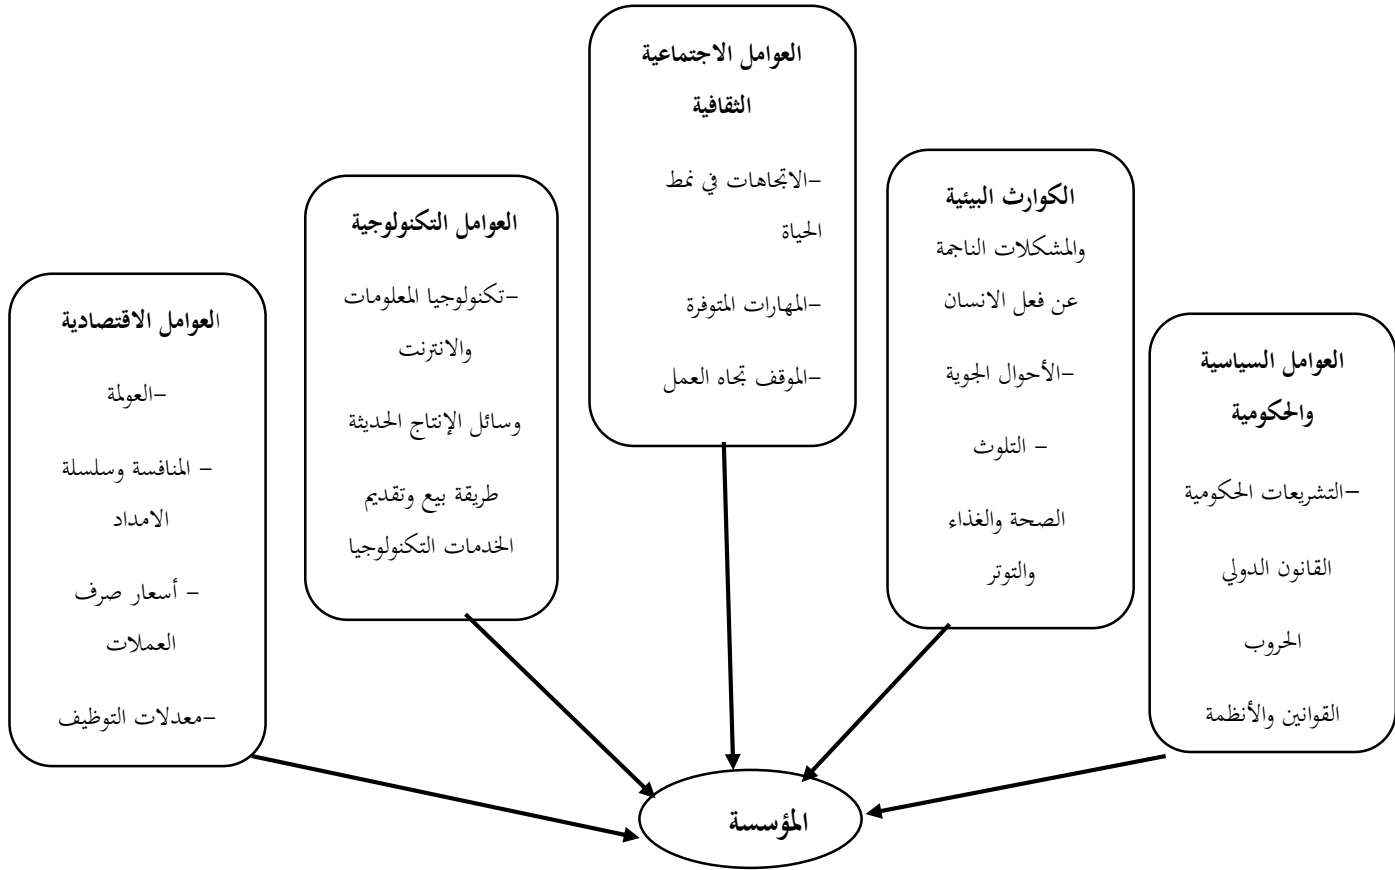 العوامل السياسية
والحكومية
-التشريعات الحكومية
القانون الدولي
الحروب
القوانين والأنظمة
الكوارث البيئية
والمشكلات الناجمة
عن فعل الانسان
-الأحوال الجوية
- التلوث
الصحة والغذاء
والتوتر
العوامل الاجتماعية
الثقافية
-الاتجاهات في نمط
الحياة
-المهارات المتوفرة
-الموقف تجاه العمل
العوامل التكنولوجية
-تكنولوجيا المعلومات
والانترنت
وسائل الإنتاج الحديثة
طريقة بيع وتقديم
الخدمات التكنولوجيا
العوامل الاقتصادية
-العولمة
- المنافسة وسلسلة
الامداد
- أسعار صرف
العملات
-معدلات التوظيف
المؤسسة